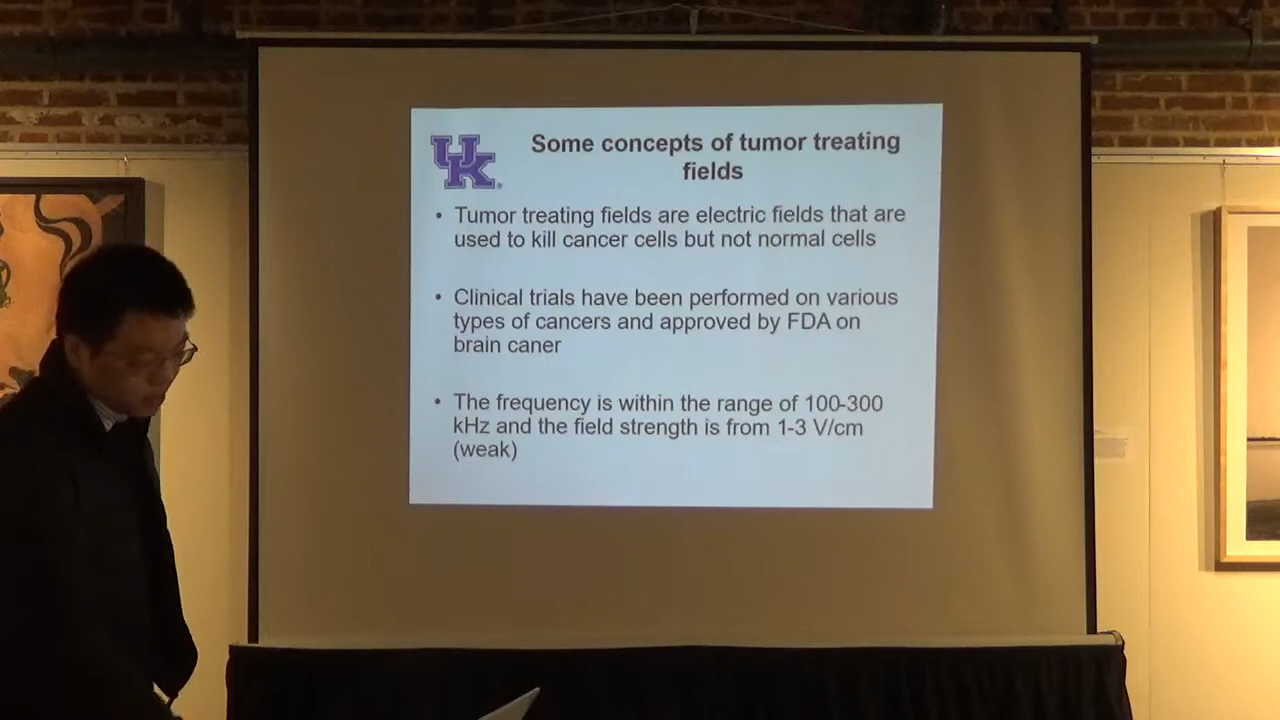 UK
Some concepts of tumor treating
fields
• Tumor treating fields are electric fields that are
used to kill cancer cells but not normal cells
• Clinical trials have been performed on various
types of cancers and approved by FDA on
brain caner
• The frequency is within the range of 100-300
kHz and the field strength is from 1-3 V/cm
(weak)